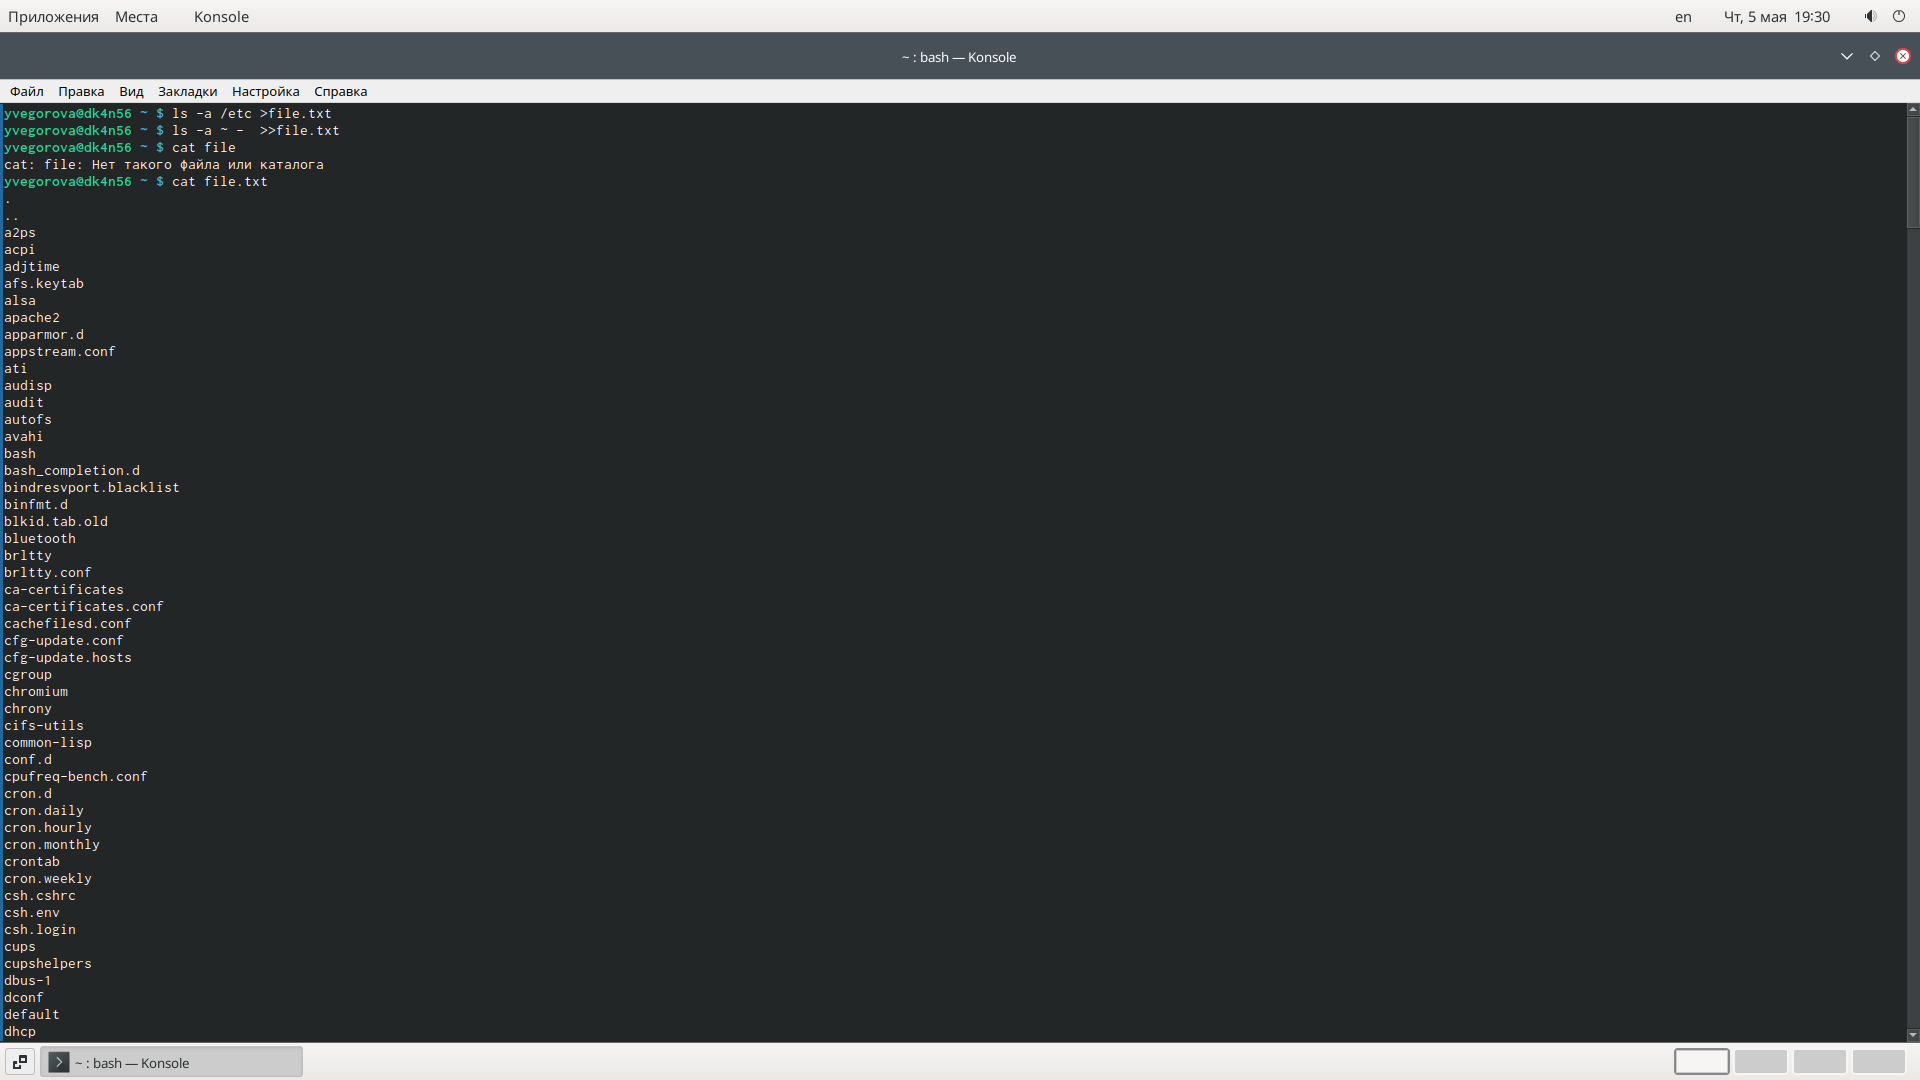 Приложения Места Konsole en Чт, 5 мая 19:30
~ : bash — Konsole
Файл Правка Вид Закладки Настройка Справка
yvegorova@dk4n56 ~ $ ls -a /etc >file.txt
yvegorova@dk4n56 ~ $ ls -a ~ -  >>file.txt
yvegorova@dk4n56 ~ $ cat file
cat: file: Нет такого файла или каталога
yvegorova@dk4n56 ~ $ cat file.txt
.
..
a2ps
acpi
adjtime
afs.keytab
alsa
apache2
apparmor.d
appstream.conf
ati
audisp
audit
autofs
avahi
bash
bash_completion.d
bindresvport.blacklist
binfmt.d
blkid.tab.old
bluetooth
brltty
brltty.conf
ca-certificates
ca-certificates.conf
cachefilesd.conf
cfg-update.conf
cfg-update.hosts
cgroup
chromium
chrony
cifs-utils
common-lisp
conf.d
cpufreq-bench.conf
cron.d
cron.daily
cron.hourly
cron.monthly
crontab
cron.weekly
csh.cshrc
csh.env
csh.login
cups
cupshelpers
dbus-1
dconf
default
dhcp
~ : bash — Konsole